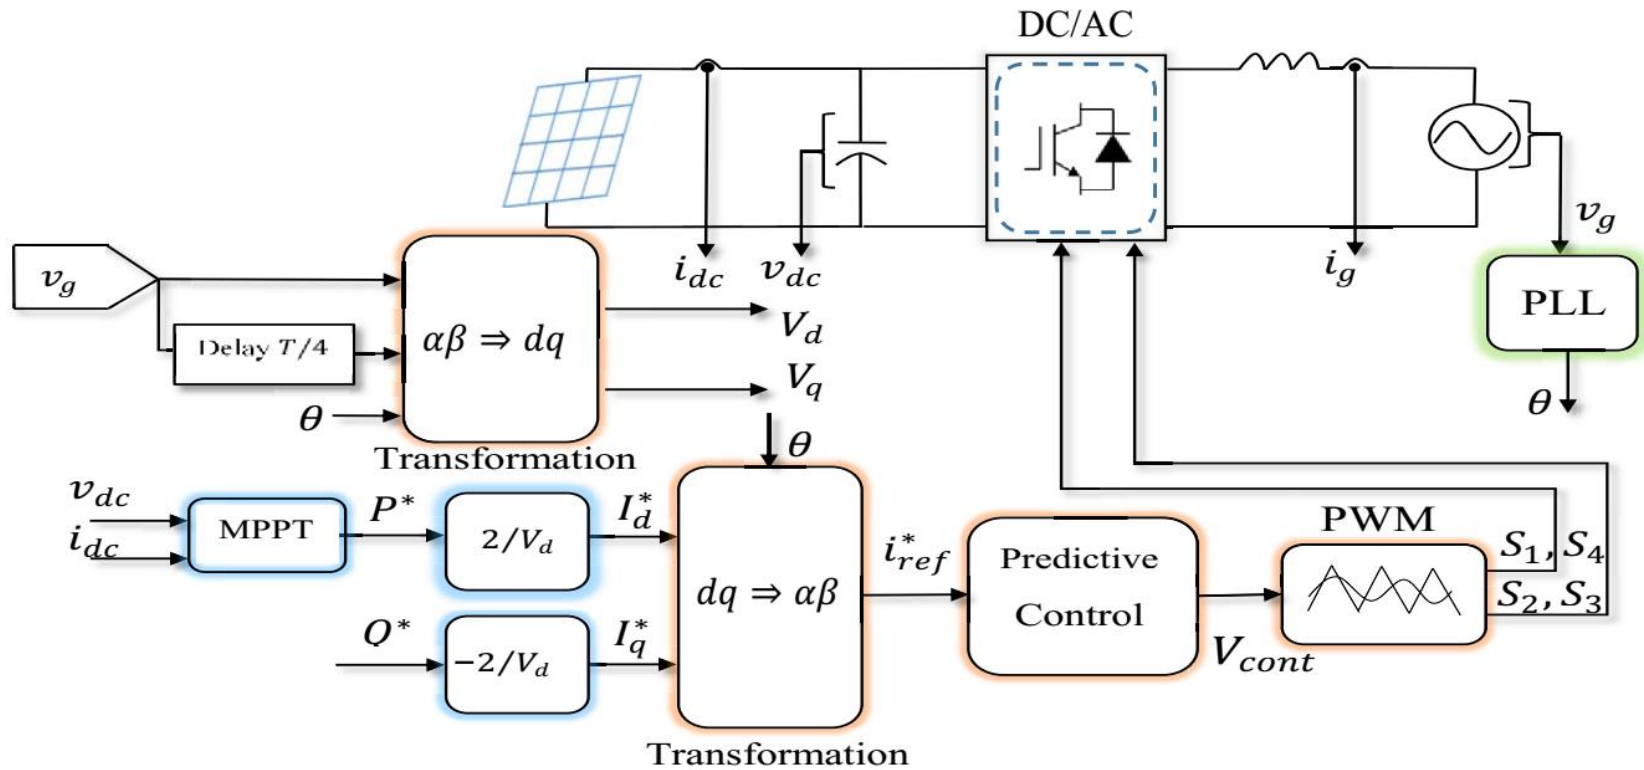 DC/AC
v_g
i_dc
v_dc
i_g
v_g
PLL
θ
Delay T/4
αβ ⇒ dq
V_d
V_q
θ
Transformation
θ
v_dc
i_dc
MPPT
P*
2/V_d
I_d*
Q*
−2/V_d
I_q*
dq ⇒ αβ
Transformation
i_ref*
Predictive
Control
V_cont
PWM
S_1, S_4
S_2, S_3